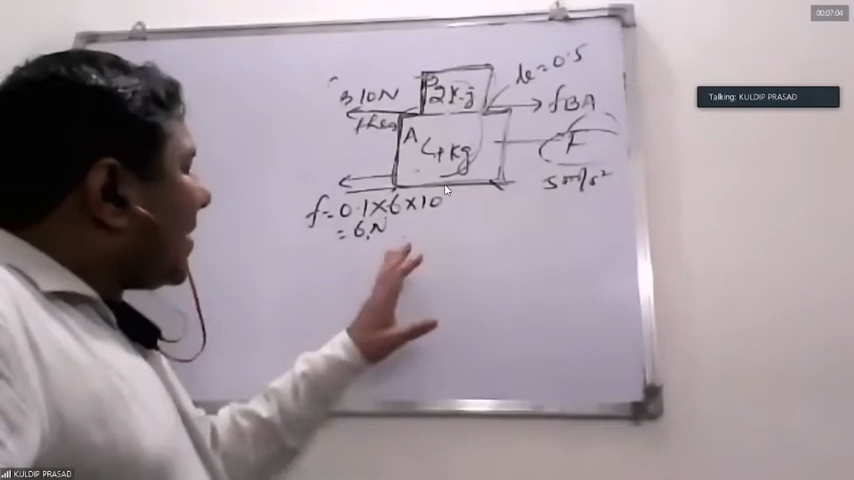 00:07:04
Talking: KULDIP PRASAD
μ=0.5
B
2kg
10N
fBA
A
4kg
F
5m/s²
f=0.1×6×10
=6N
KULDIP PRASAD